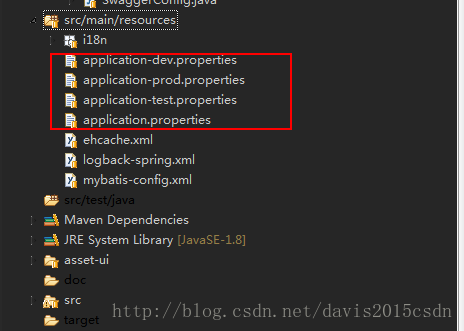 SwaggerConfig.java
src/main/resources
i18n
application-dev.properties
application-prod.properties
application-test.properties
application.properties
ehcache.xml
logback-spring.xml
mybatis-config.xml
src/test/java
Maven Dependencies
JRE System Library [JavaSE-1.8]
asset-ui
doc
src
target
http://blog.csdn.net/davis2015csdn